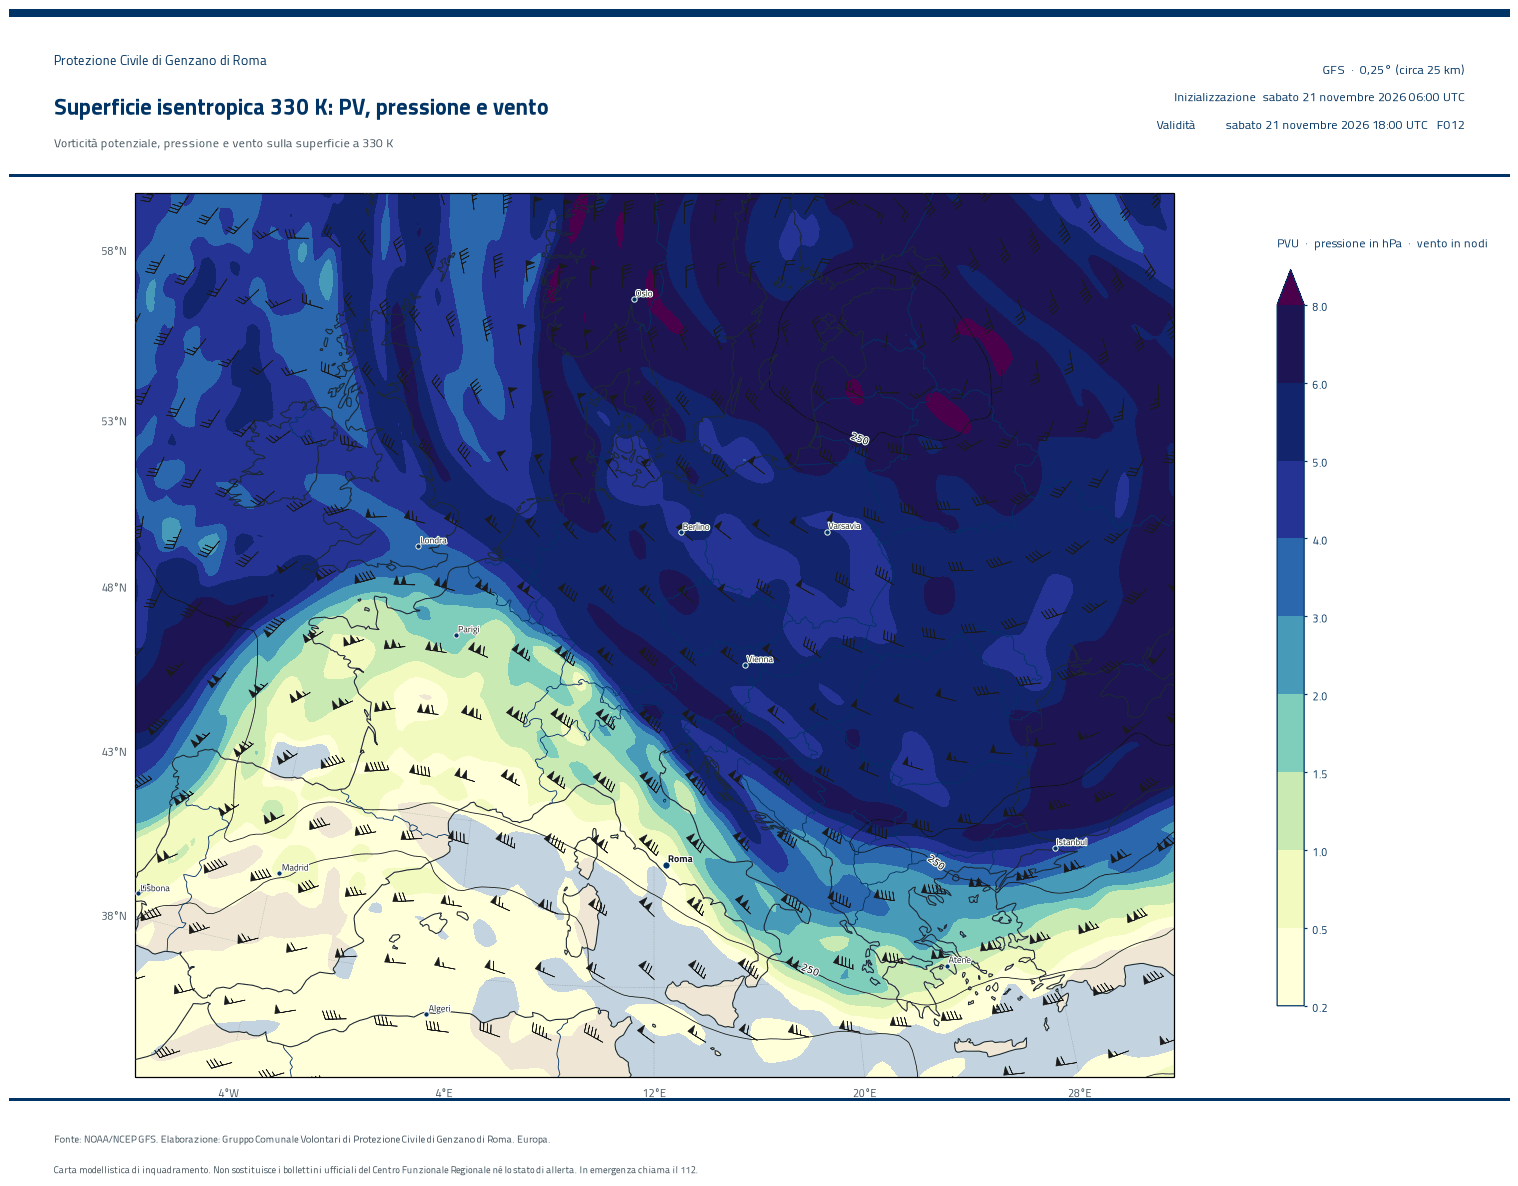 Protezione Civile di Genzano di Roma
Superficie isentropica 330 K: PV, pressione e vento
Vorticità potenziale, pressione e vento sulla superficie a 330 K
GFS · 0,25° (circa 25 km)
Inizializzazione sabato 21 novembre 2026 06:00 UTC
Validità sabato 21 novembre 2026 18:00 UTC F012
PVU · pressione in hPa · vento in nodi
58°N
53°N
48°N
43°N
38°N
Oslo
250
Berlino
Varsavia
Londra
Parigi
Vienna
Istanbul
250
Roma
Madrid
Lisbona
Atene
250
Algeri
8.0
6.0
5.0
4.0
3.0
2.0
1.5
1.0
0.5
0.2
4°W
4°E
12°E
20°E
28°E
Fonte: NOAA/NCEP GFS. Elaborazione: Gruppo Comunale Volontari di Protezione Civile di Genzano di Roma. Europa.
Carta modellistica di inquadramento. Non sostituisce i bollettini ufficiali del Centro Funzionale Regionale né lo stato di allerta. In emergenza chiama il 112.